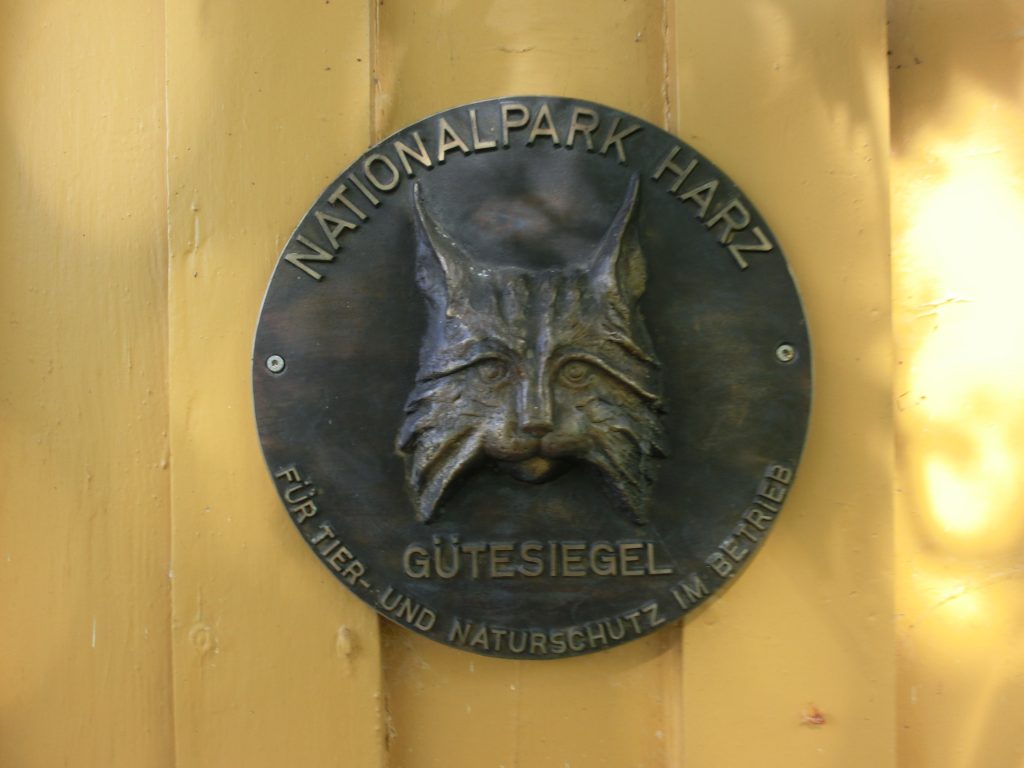 NATIONALPARK HARZ
GÜTESIEGEL
FÜR TIER- UND NATURSCHUTZ IM BETRIEB